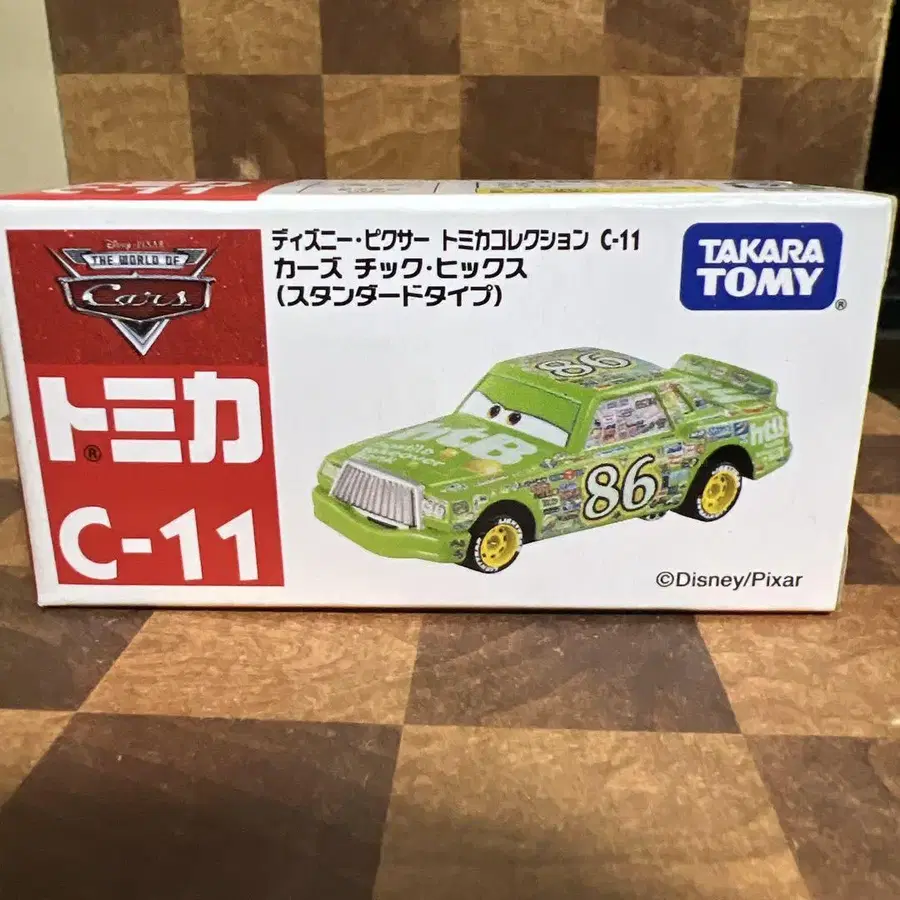 C-11
Disney·PIXAR
THE WORLD OF
Cars
トミカ
®
C-11
ディズニー・ピクサー トミカコレクション C-11
カーズ チック・ヒックス
(スタンダードタイプ)
TAKARA
TOMY
®
86
htB
86
htB
©Disney/Pixar